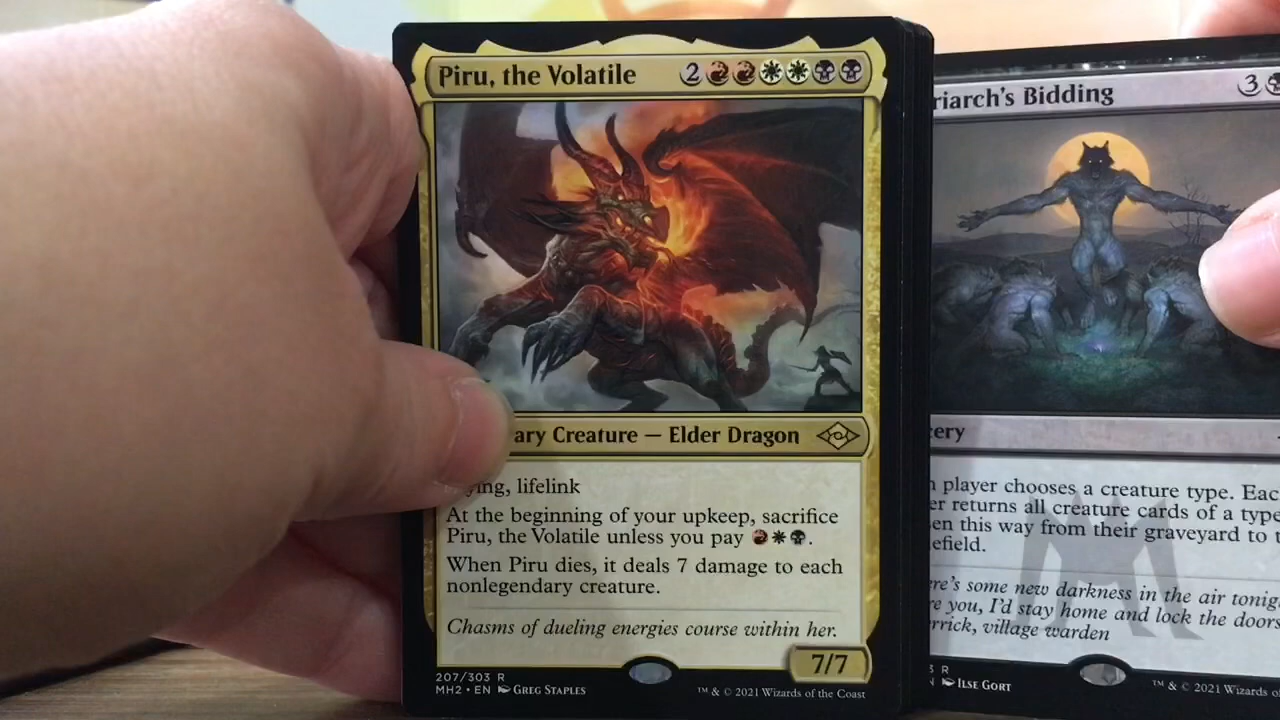 Piru, the Volatile 2
ary Creature — Elder Dragon
ying, lifelink
At the beginning of your upkeep, sacrifice
Piru, the Volatile unless you pay
When Piru dies, it deals 7 damage to each
nonlegendary creature.
Chasms of dueling energies course within her.
7/7
207/303 R
MH2 • EN Greg Staples
™ & © 2021 Wizards of the Coast
riarch's Bidding 3
cery
player chooses a creature type. Eac
er returns all creature cards of a type
en this way from their graveyard to t
efield.
re's some new darkness in the air tonig
re you, I'd stay home and lock the doors
rrick, village warden
R
Ilse Gort
™ & © 2021 Wizards of